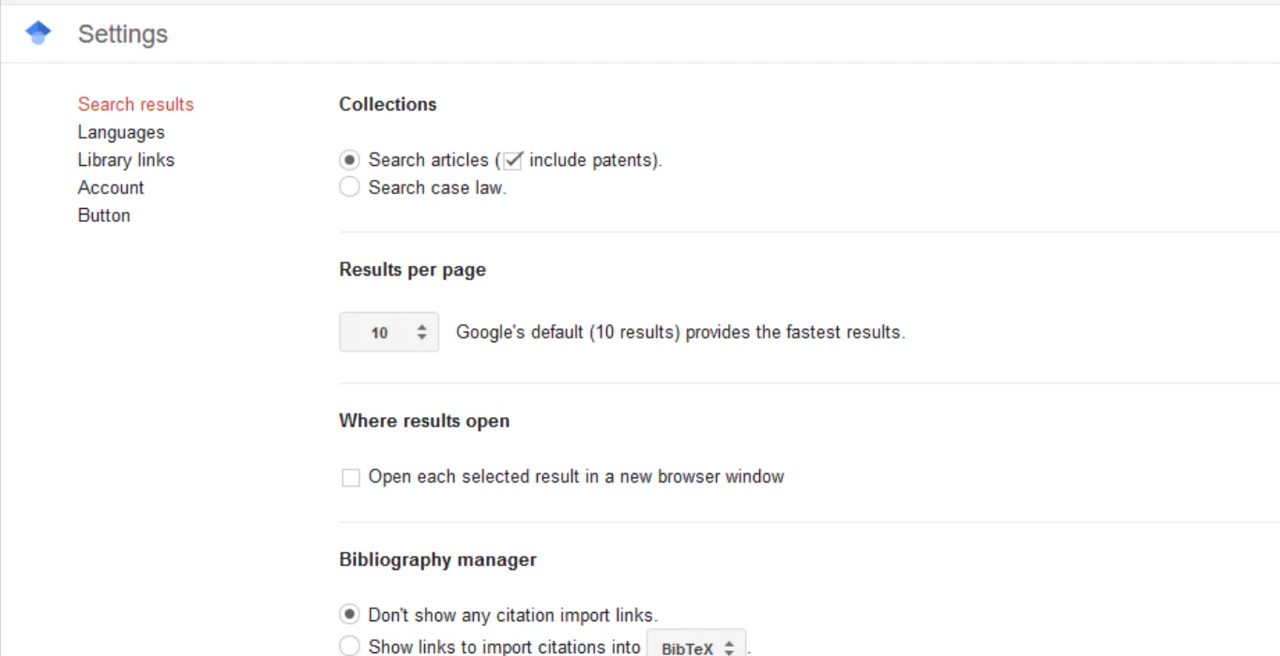 Settings
Search results
Languages
Library links
Account
Button
Collections
Search articles (include patents).
Search case law.
Results per page
10 Google's default (10 results) provides the fastest results.
Where results open
Open each selected result in a new browser window
Bibliography manager
Don't show any citation import links.
Show links to import citations into BibTeX .